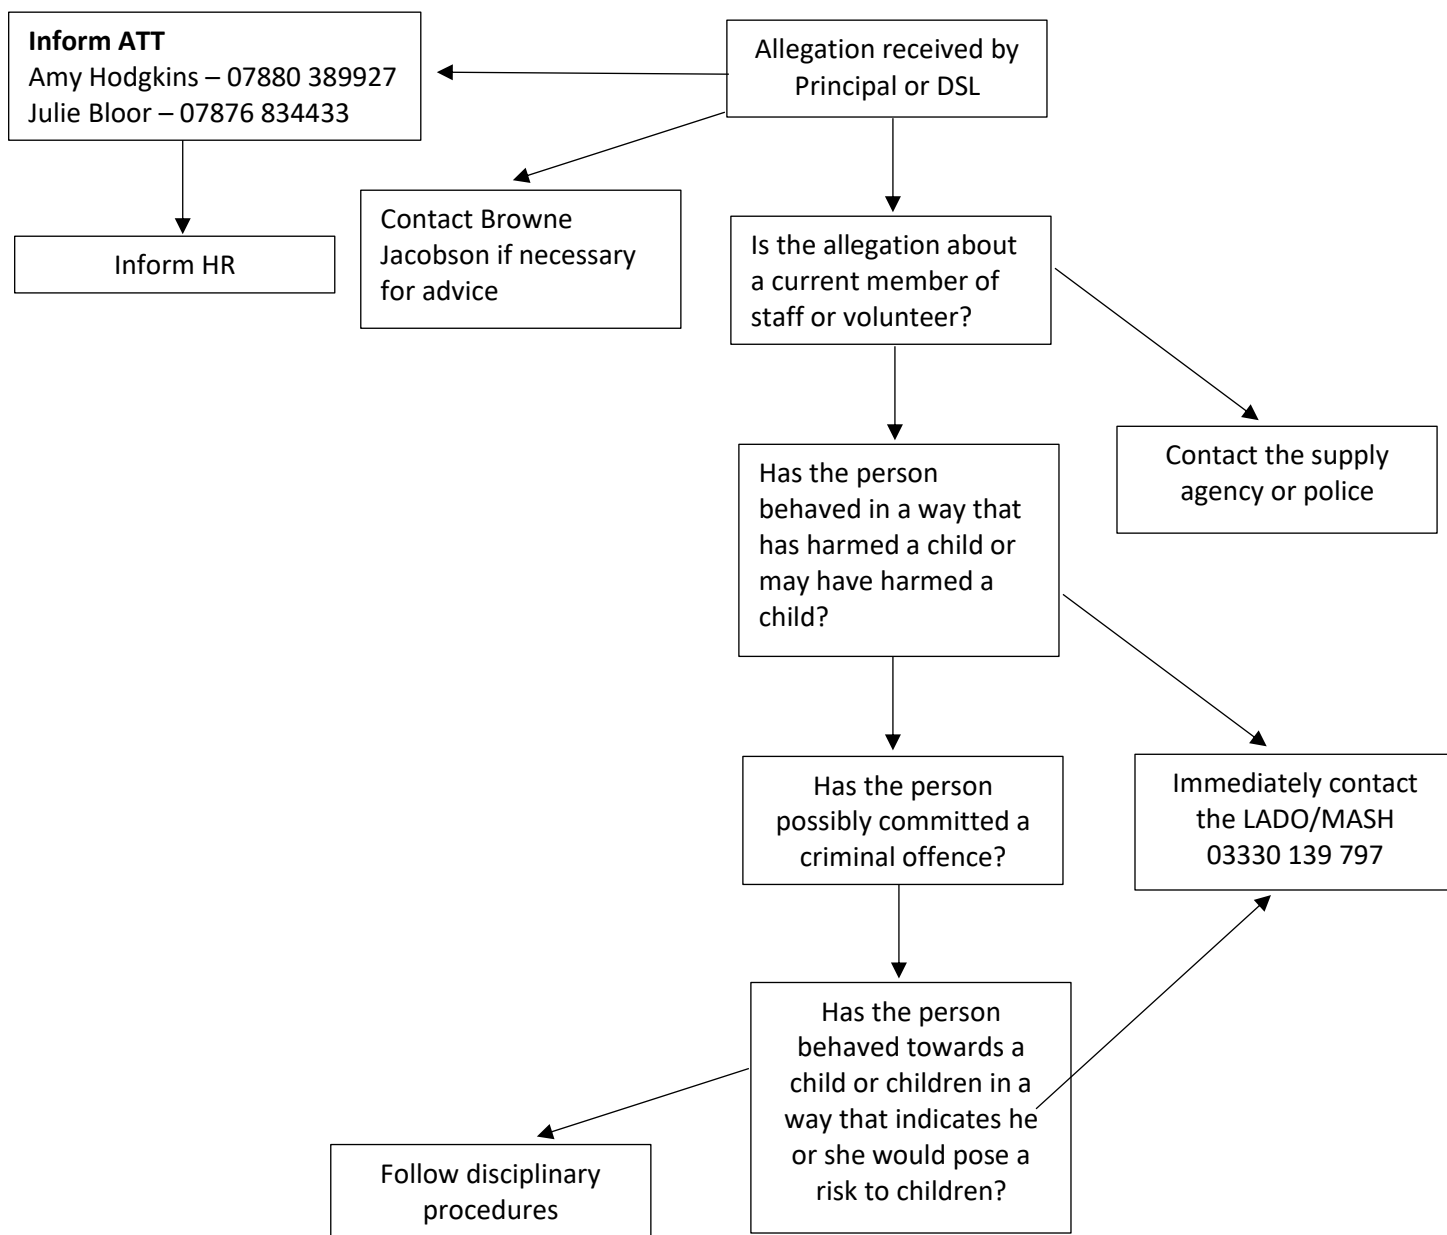 Inform ATT
Amy Hodgkins – 07880 389927
Julie Bloor – 07876 834433
Allegation received by
Principal or DSL
Inform HR
Contact Browne
Jacobson if necessary
for advice
Is the allegation about
a current member of
staff or volunteer?
Contact the supply
agency or police
Has the person
behaved in a way that
has harmed a child or
may have harmed a
child?
Has the person
possibly committed a
criminal offence?
Immediately contact
the LADO/MASH
03330 139 797
Has the person
behaved towards a
child or children in a
way that indicates he
or she would pose a
risk to children?
Follow disciplinary
procedures